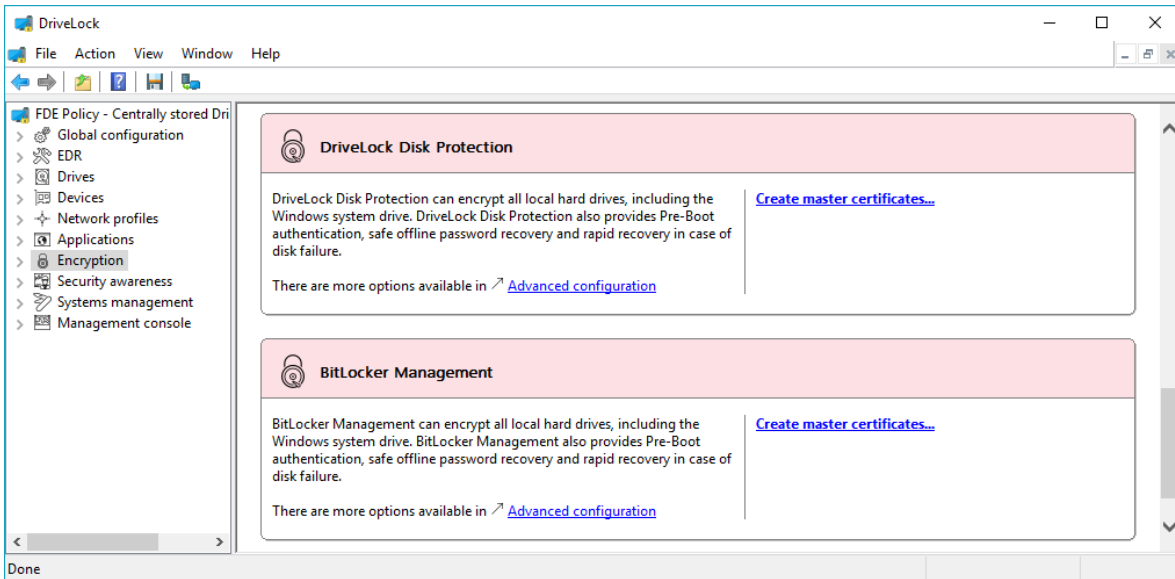 DriveLock
File Action View Window Help
FDE Policy - Centrally stored Dri
Global configuration
EDR
Drives
Devices
Network profiles
Applications
Encryption
Security awareness
Systems management
Management console
DriveLock Disk Protection
DriveLock Disk Protection can encrypt all local hard drives, including the
Windows system drive. DriveLock Disk Protection also provides Pre-Boot
authentication, safe offline password recovery and rapid recovery in case of
disk failure.
There are more options available in Advanced configuration
Create master certificates...
BitLocker Management
BitLocker Management can encrypt all local hard drives, including the
Windows system drive. BitLocker Management also provides Pre-Boot
authentication, safe offline password recovery and rapid recovery in case of
disk failure.
There are more options available in Advanced configuration
Create master certificates...
Done